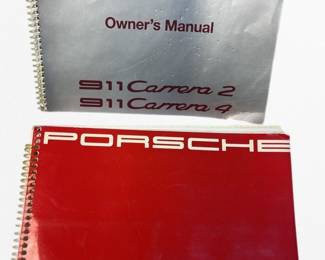 Owner's Manual
911 Carrera 2
911 Carrera 4
PORSCHE